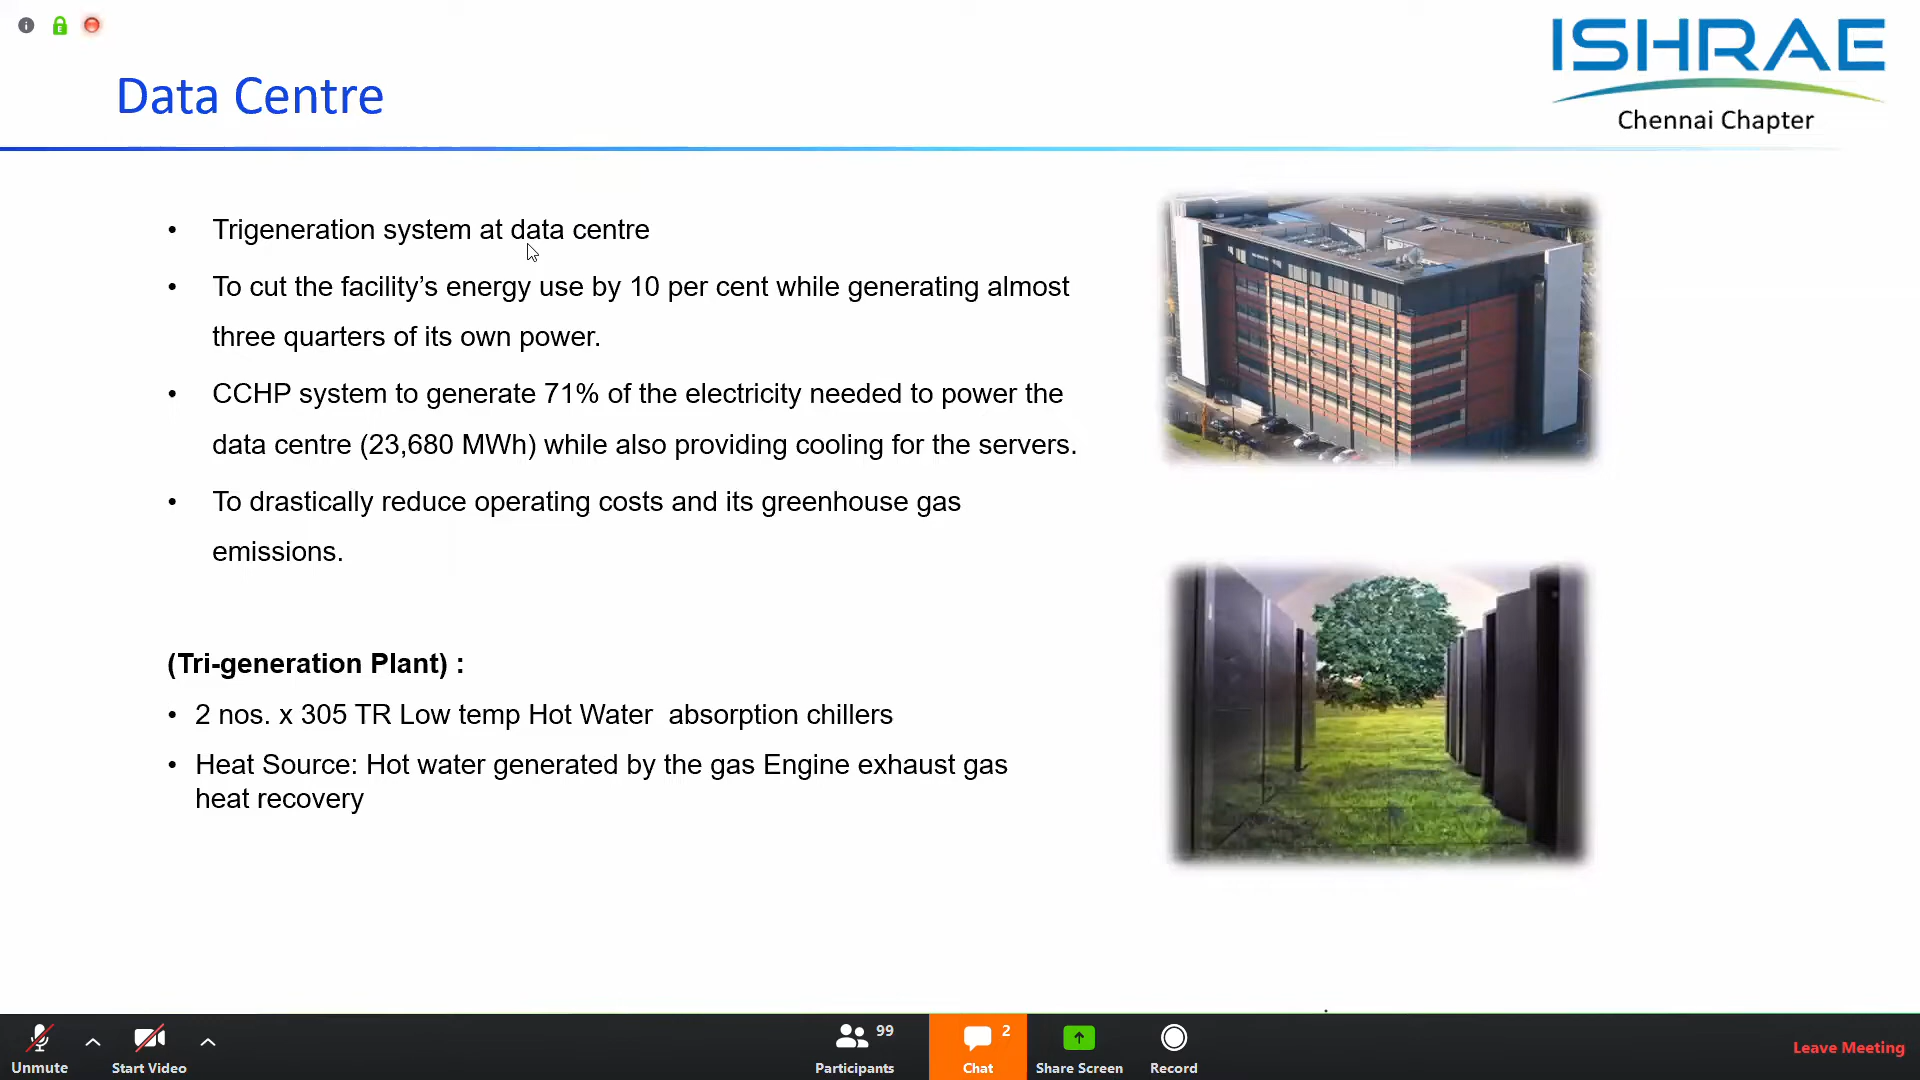 ISHRAE
Data Centre
Chennai Chapter
• Trigeneration system at data centre
• To cut the facility’s energy use by 10 per cent while generating almost
three quarters of its own power.
• CCHP system to generate 71% of the electricity needed to power the
data centre (23,680 MWh) while also providing cooling for the servers.
• To drastically reduce operating costs and its greenhouse gas
emissions.
(Tri-generation Plant) :
• 2 nos. x 305 TR Low temp Hot Water absorption chillers
• Heat Source: Hot water generated by the gas Engine exhaust gas
heat recovery
99
2
Unmute
Start Video
Participants
Chat
Share Screen
Record
Leave Meeting